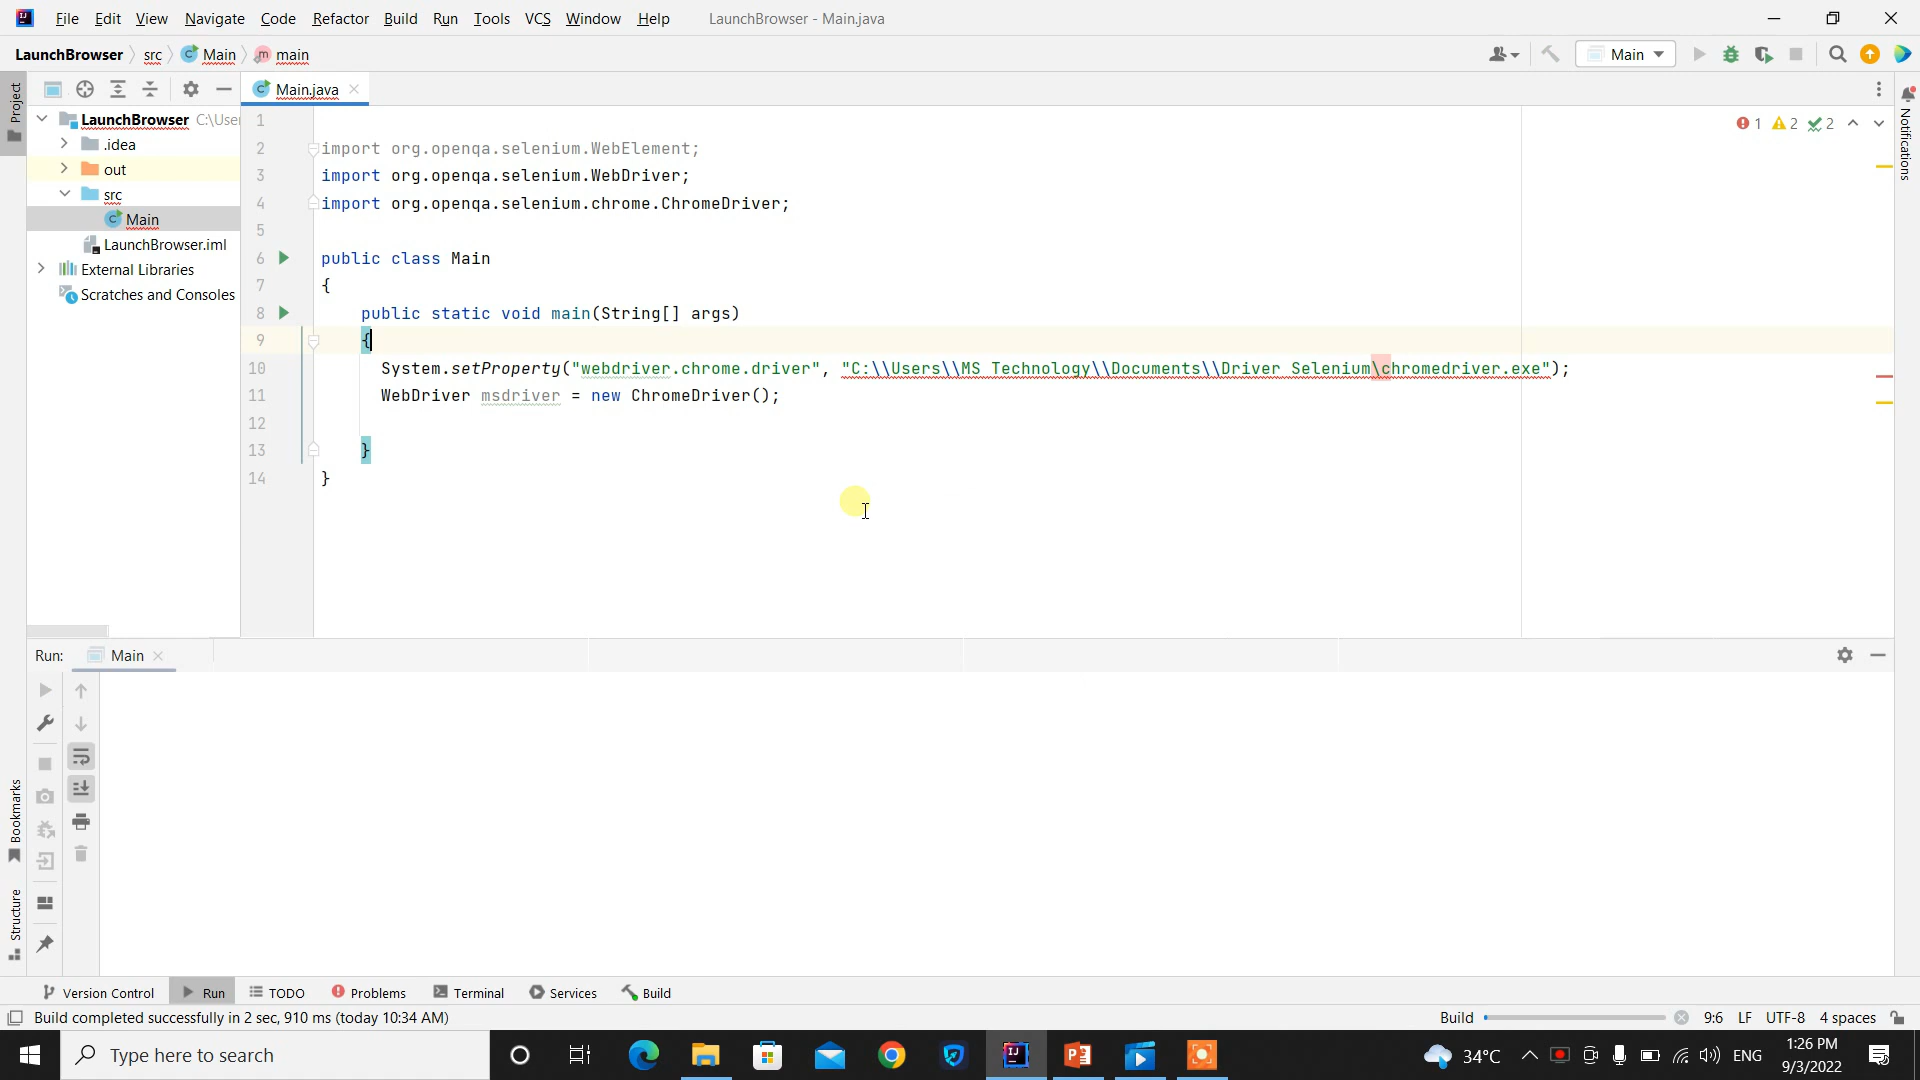 File Edit View Navigate Code Refactor Build Run Tools VCS Window Help LaunchBrowser - Main.java
LaunchBrowser src Main main Main
Project
Main.java
Notifications
LaunchBrowser C:\User
.idea
out
src
Main
LaunchBrowser.iml
External Libraries
Scratches and Consoles
1 2 2
1
2 import org.openqa.selenium.WebElement;
3 import org.openqa.selenium.WebDriver;
4 import org.openqa.selenium.chrome.ChromeDriver;
5
6 public class Main
7 {
8 public static void main(String[] args)
9 {
10 System.setProperty("webdriver.chrome.driver", "C:\\Users\\MS Technology\\Documents\\Driver Selenium\chromedriver.exe");
11 WebDriver msdriver = new ChromeDriver();
12
13 }
14 }
Run: Main
Bookmarks
Structure
Version Control Run TODO Problems Terminal Services Build
Build completed successfully in 2 sec, 910 ms (today 10:34 AM) Build 9:6 LF UTF-8 4 spaces
Type here to search 34°C ENG 1:26 PM
9/3/2022